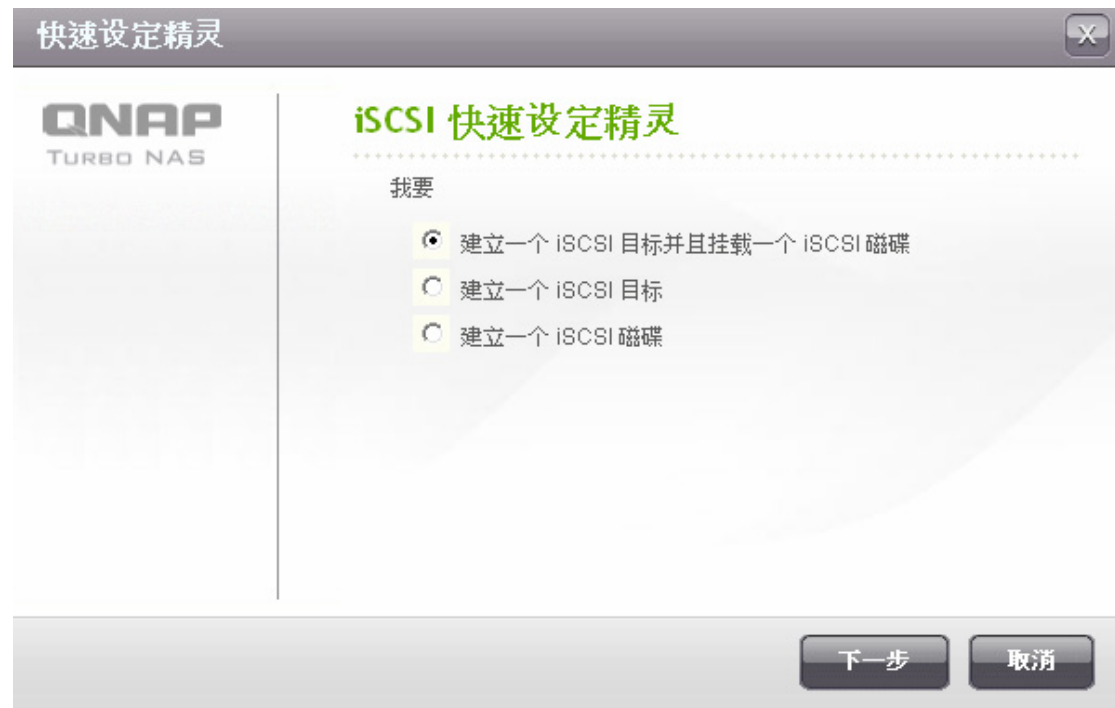 快速设定精灵
X
QNAP
TURBO NAS
iSCSI 快速设定精灵
我要
建立一个 iSCSI 目标并且挂载一个 iSCSI 磁碟
建立一个 iSCSI 目标
建立一个 iSCSI 磁碟
下一步
取消